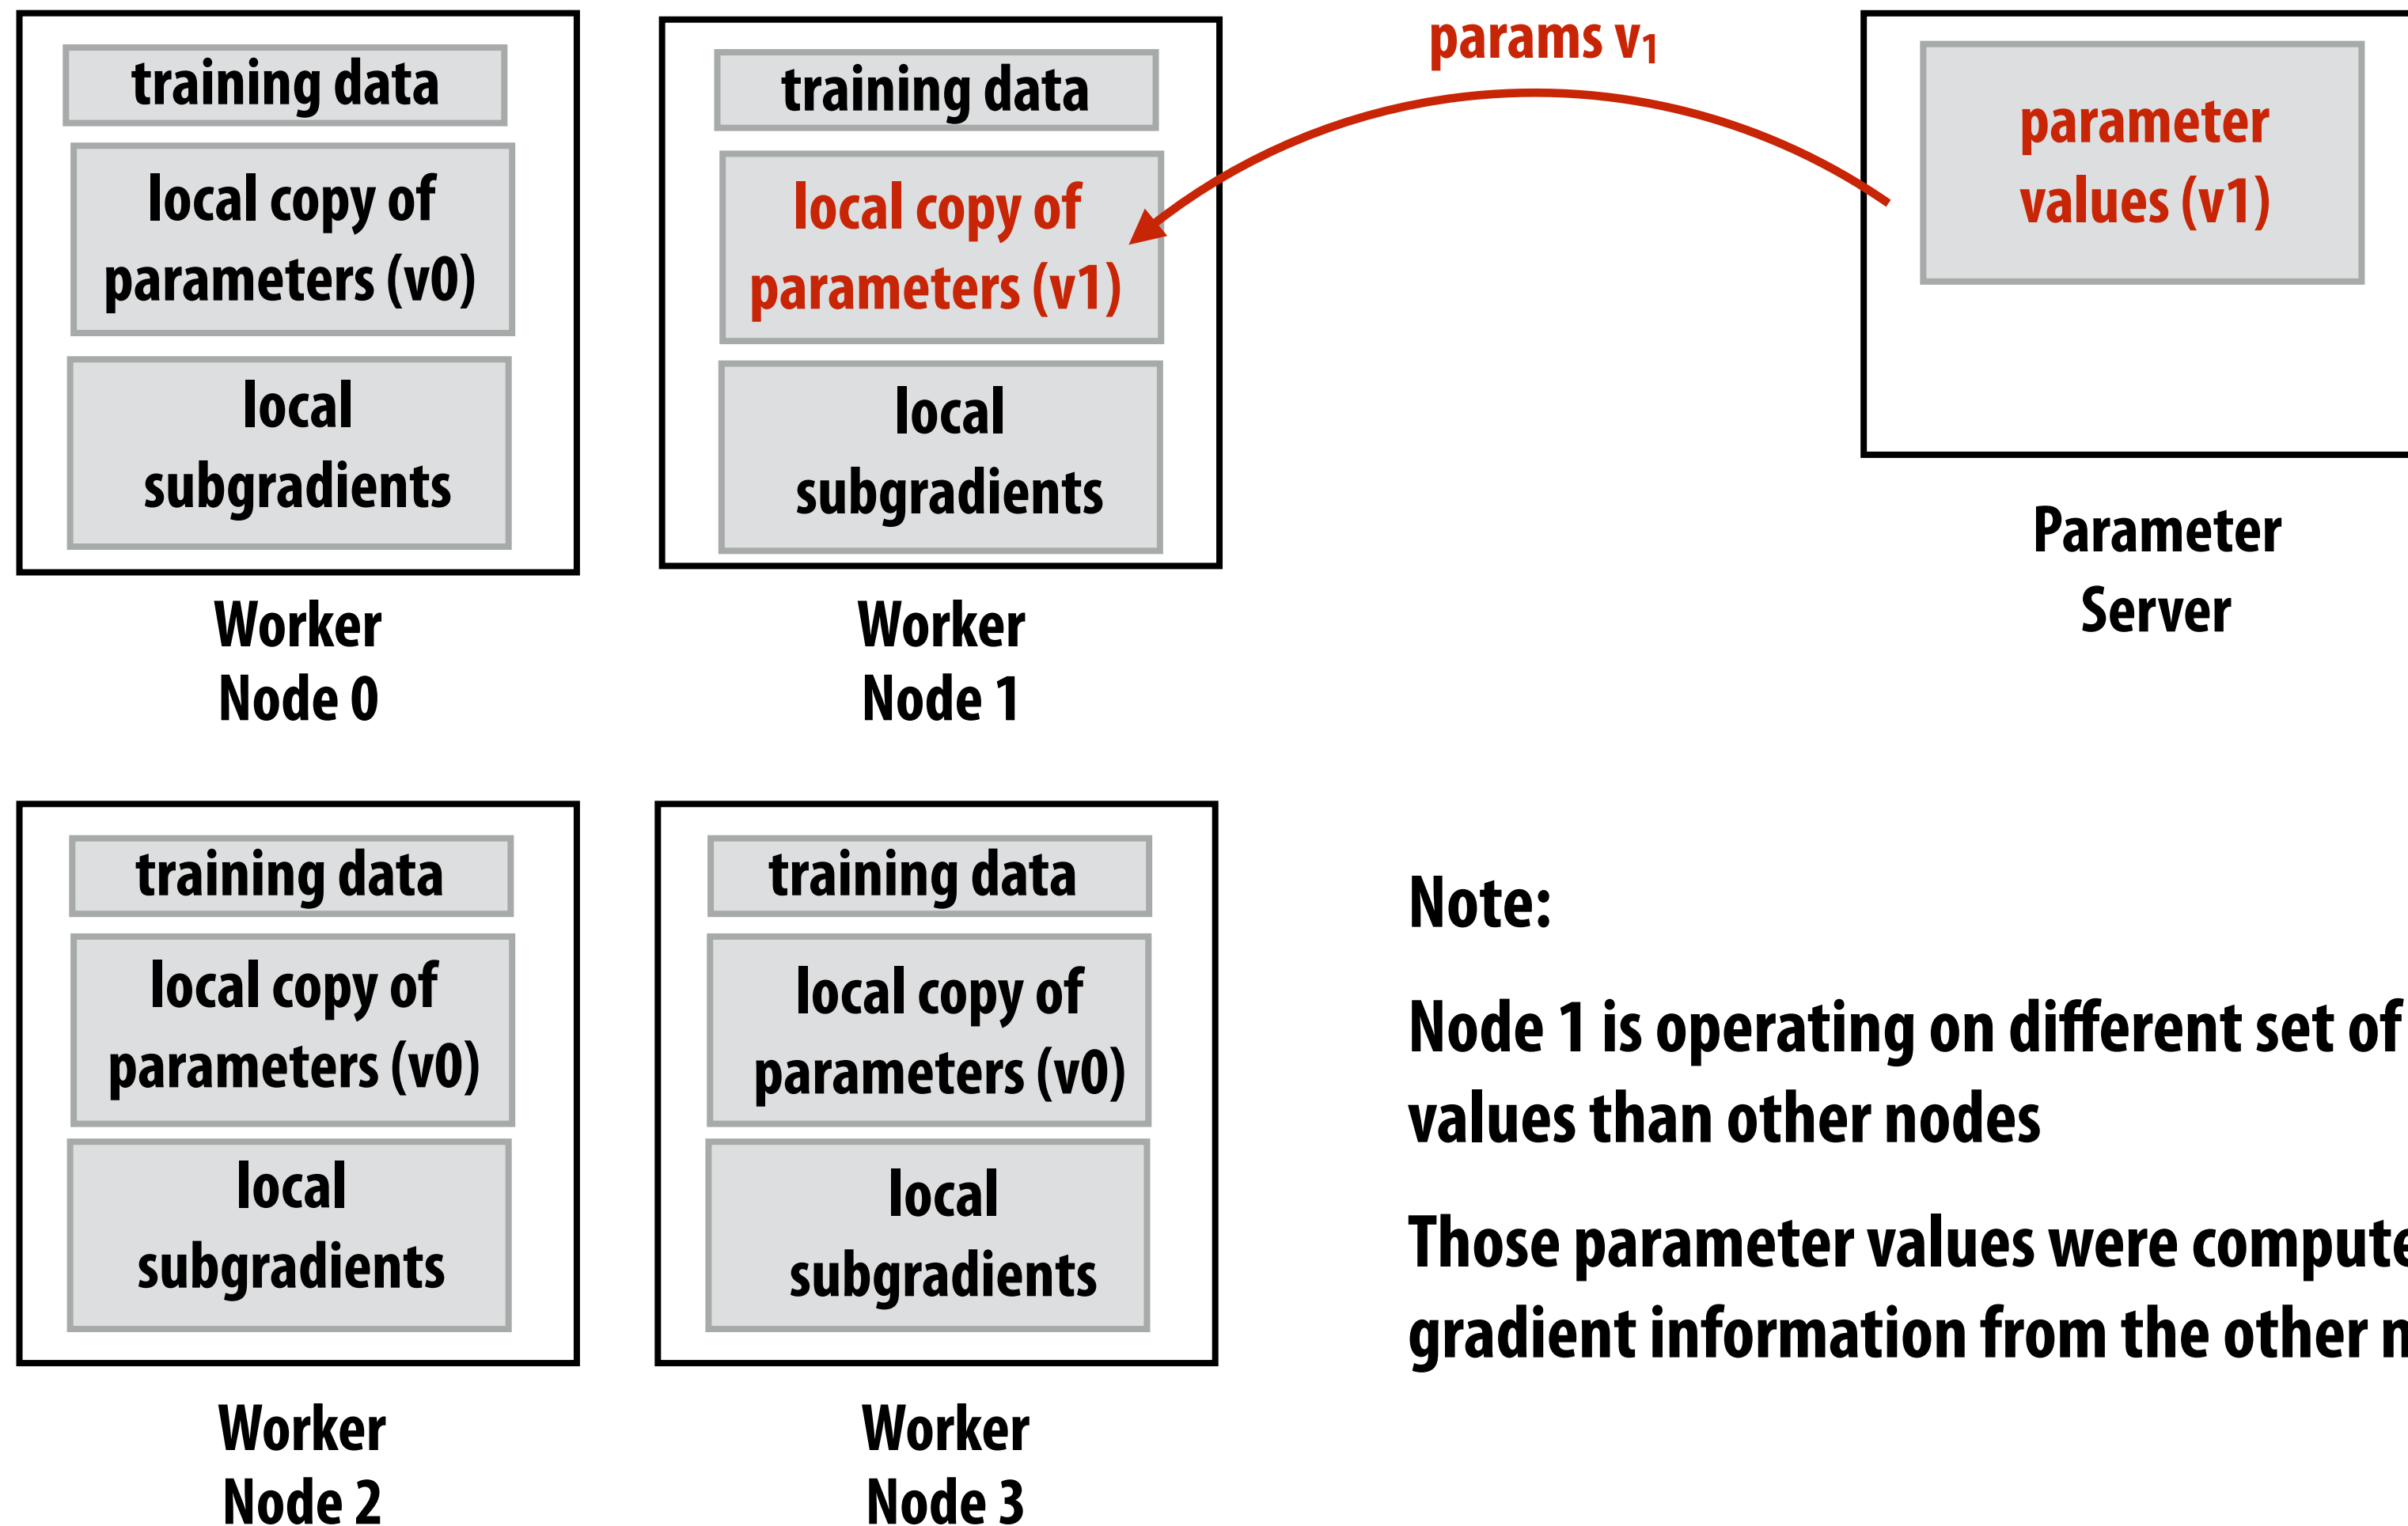 training data
local copy of
parameters (v0)
local
subgradients
Worker
Node 0
training data
local copy of
parameters (v1)
local
subgradients
Worker
Node 1
params v1
parameter
values (v1)
Parameter
Server
training data
local copy of
parameters (v0)
local
subgradients
Worker
Node 2
training data
local copy of
parameters (v0)
local
subgradients
Worker
Node 3
Note:
Node 1 is operating on different set of
values than other nodes
Those parameter values were
gradient information from the other